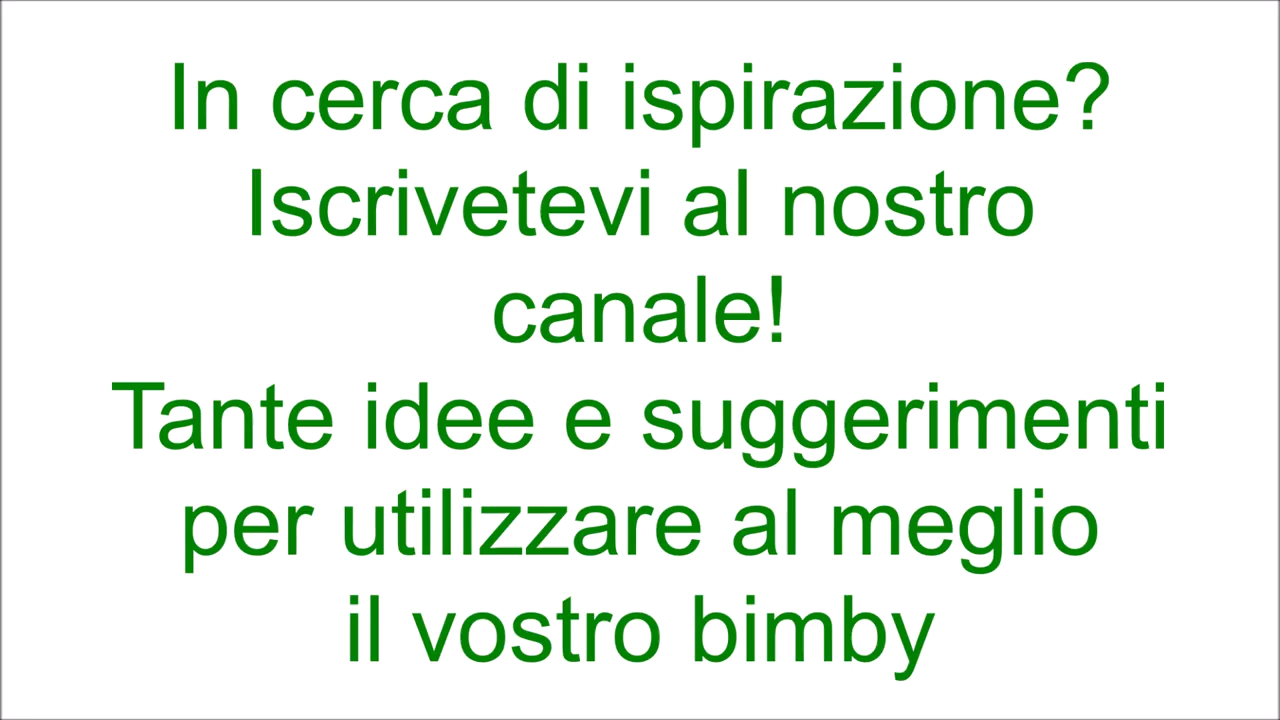 In cerca di ispirazione?
Iscrivetevi al nostro
canale!
Tante idee e suggerimenti
per utilizzare al meglio
il vostro bimby